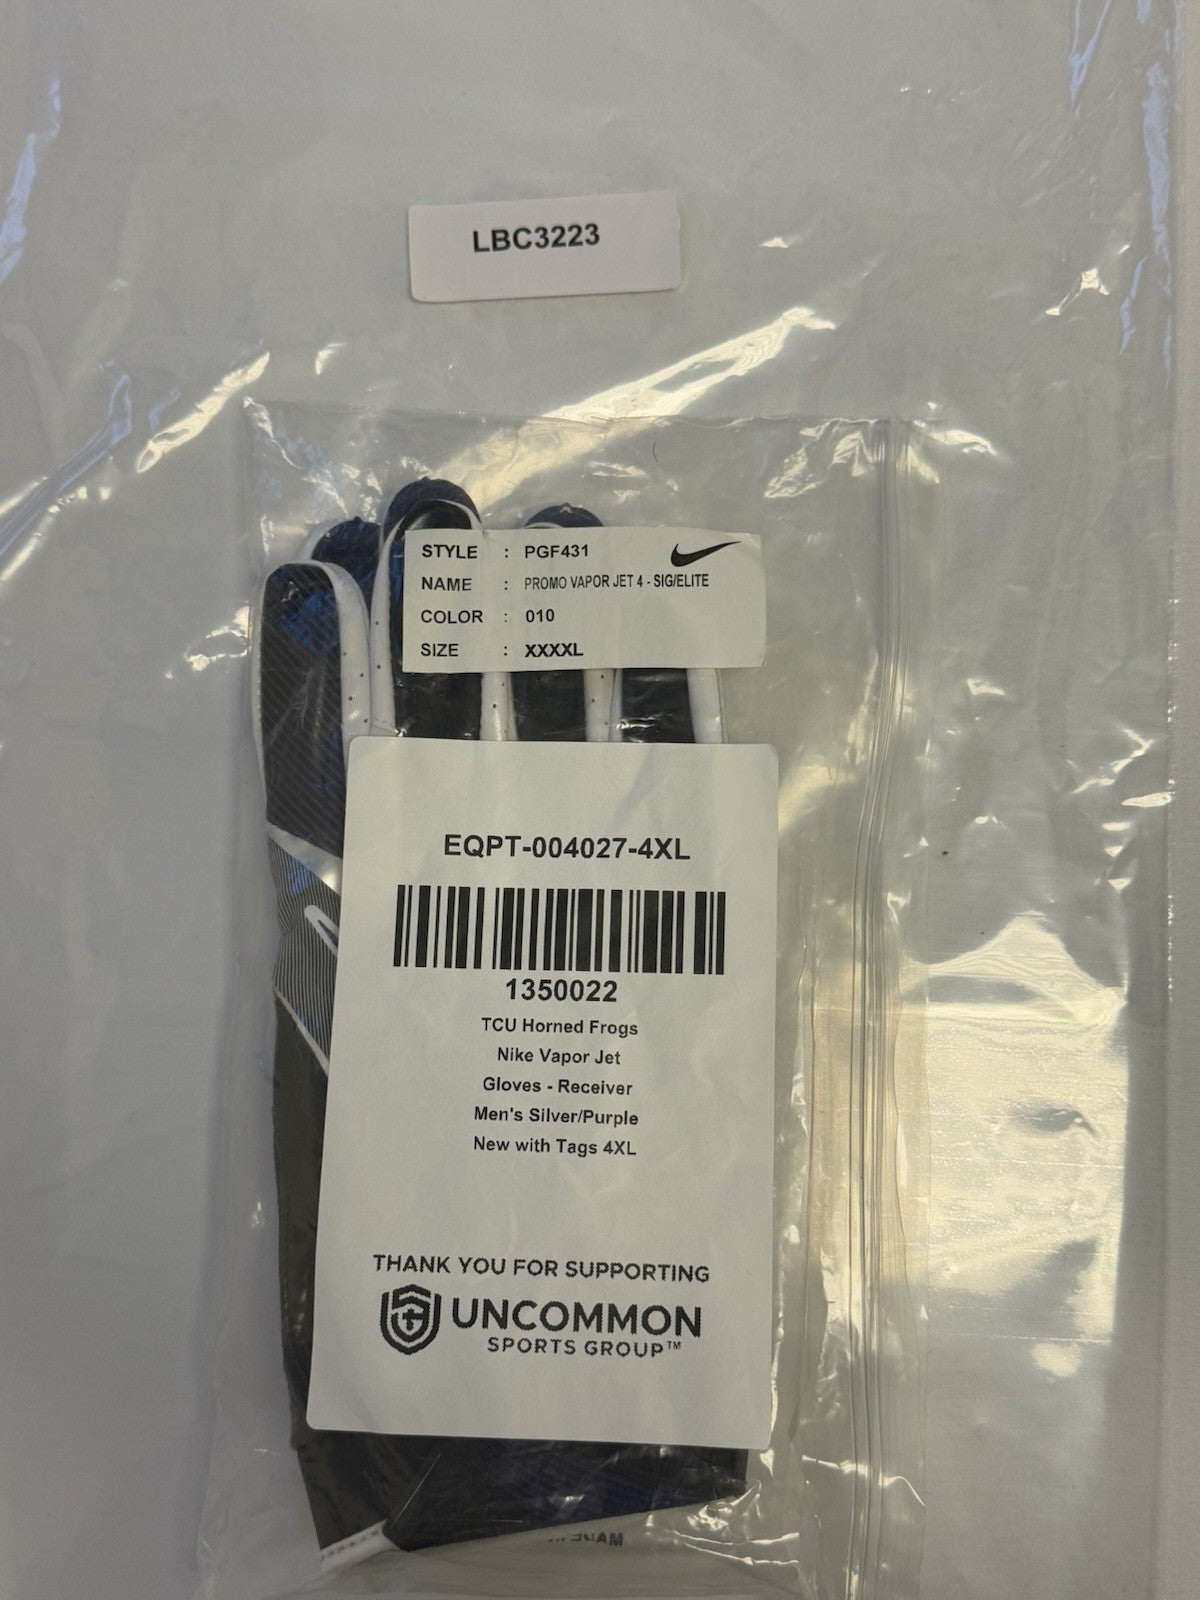 LBC3223
STYLE : PGF431
NAME : PROMO VAPOR JET 4 - SIG/ELITE
COLOR : 010
SIZE : XXXXL
EQPT-004027-4XL
1350022
TCU Horned Frogs
Nike Vapor Jet
Gloves - Receiver
Men's Silver/Purple
New with Tags 4XL
THANK YOU FOR SUPPORTING
UNCOMMON
SPORTS GROUP™